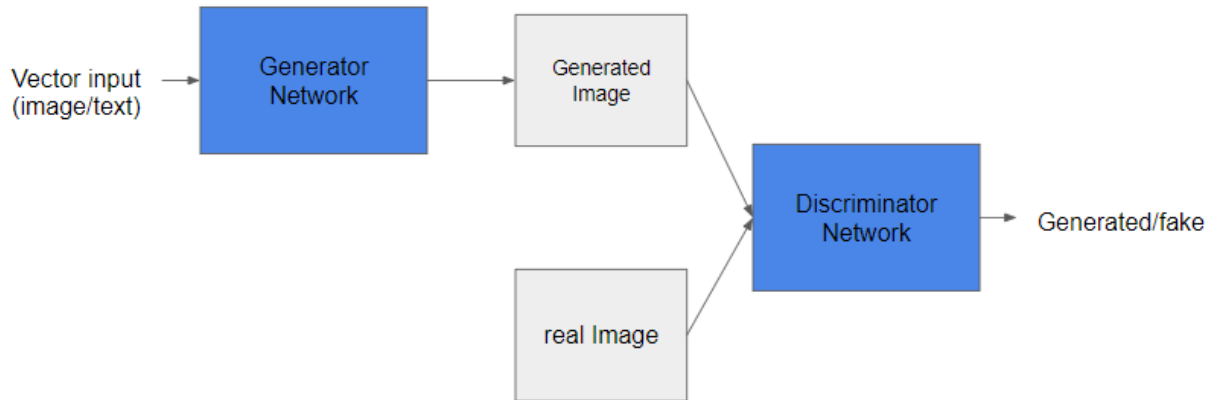 Vector input
(image/text)
Generator
Network
Generated
Image
Discriminator
Network
Generated/fake
real Image